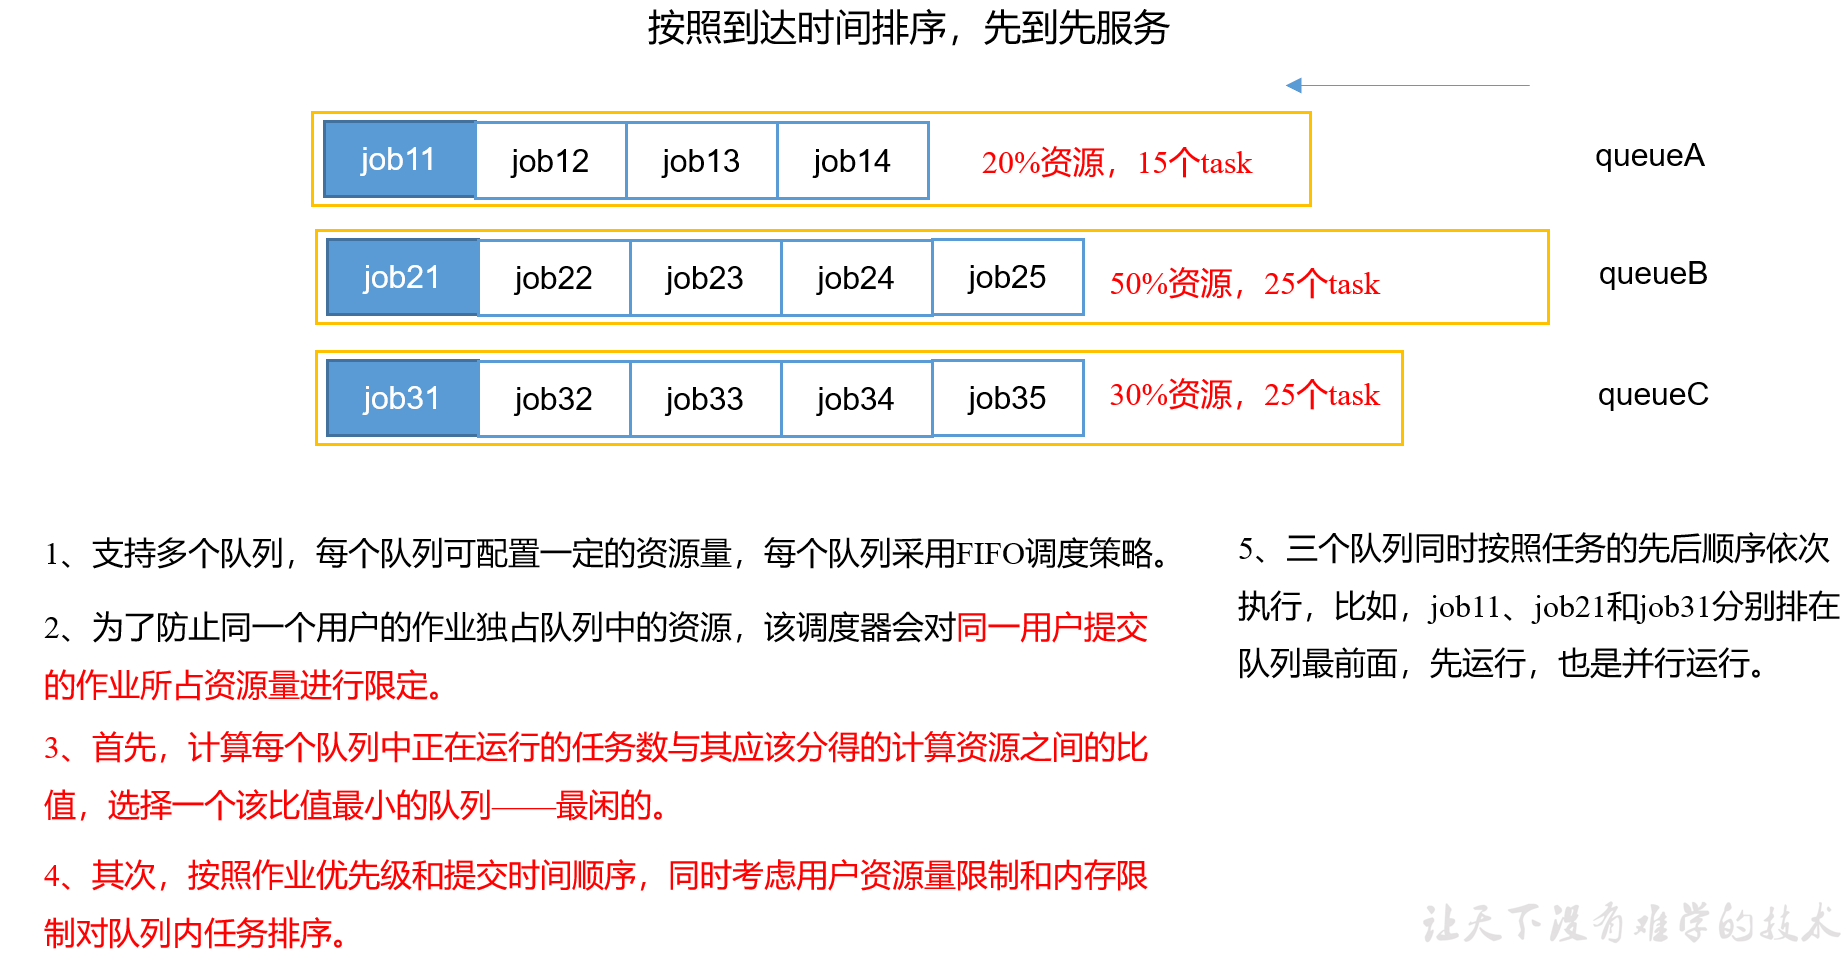 按照到达时间排序，先到先服务
job11 job12 job13 job14 20%资源，15个task queueA
job21 job22 job23 job24 job25 50%资源，25个task queueB
job31 job32 job33 job34 job35 30%资源，25个task queueC
1、支持多个队列，每个队列可配置一定的资源量，每个队列采用FIFO调度策略。
2、为了防止同一个用户的作业独占队列中的资源，该调度器会对同一用户提交
的作业所占资源量进行限定。
3、首先，计算每个队列中正在运行的任务数与其应该分得的计算资源之间的比
值，选择一个该比值最小的队列——最闲的。
4、其次，按照作业优先级和提交时间顺序，同时考虑用户资源量限制和内存限
制对队列内任务排序。
5、三个队列同时按照任务的先后顺序依次
执行，比如，job11、job21和job31分别排在
队列最前面，先运行，也是并行运行。
让天下没有难学的技术